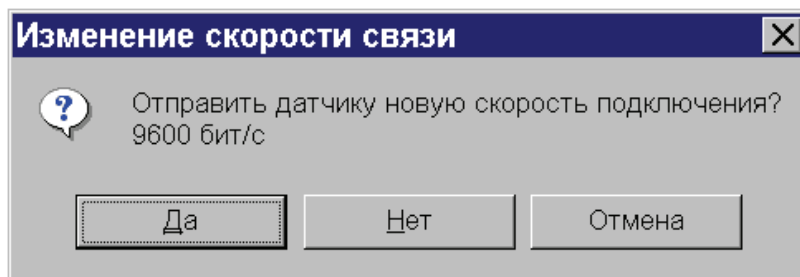 Изменение скорости связи
Отправить датчику новую скорость подключения?
9600 бит/с
Да Нет Отмена